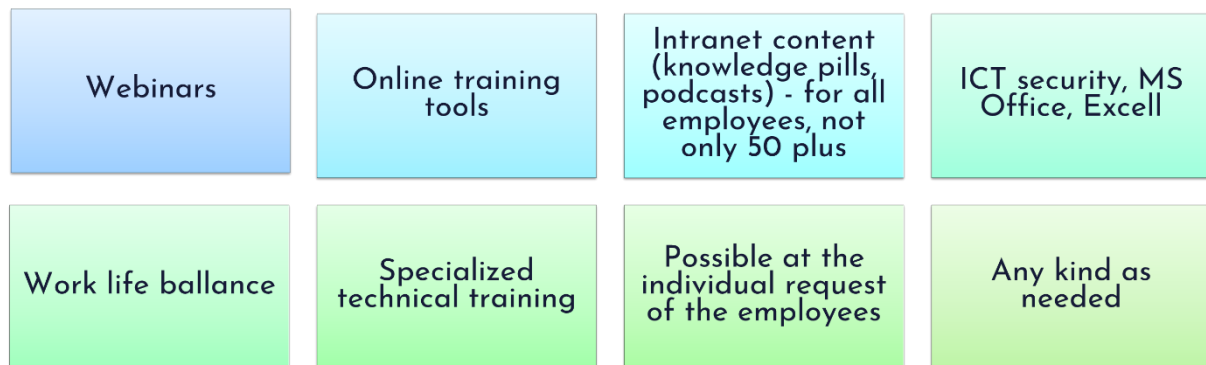 Webinars
Online training
tools
Intranet content
(knowledge pills,
podcasts) - for all
employees, not
only 50 plus
ICT security, MS
Office, Excell
Work life ballance
Specialized
technical training
Possible at the
individual request
of the employees
Any kind as
needed